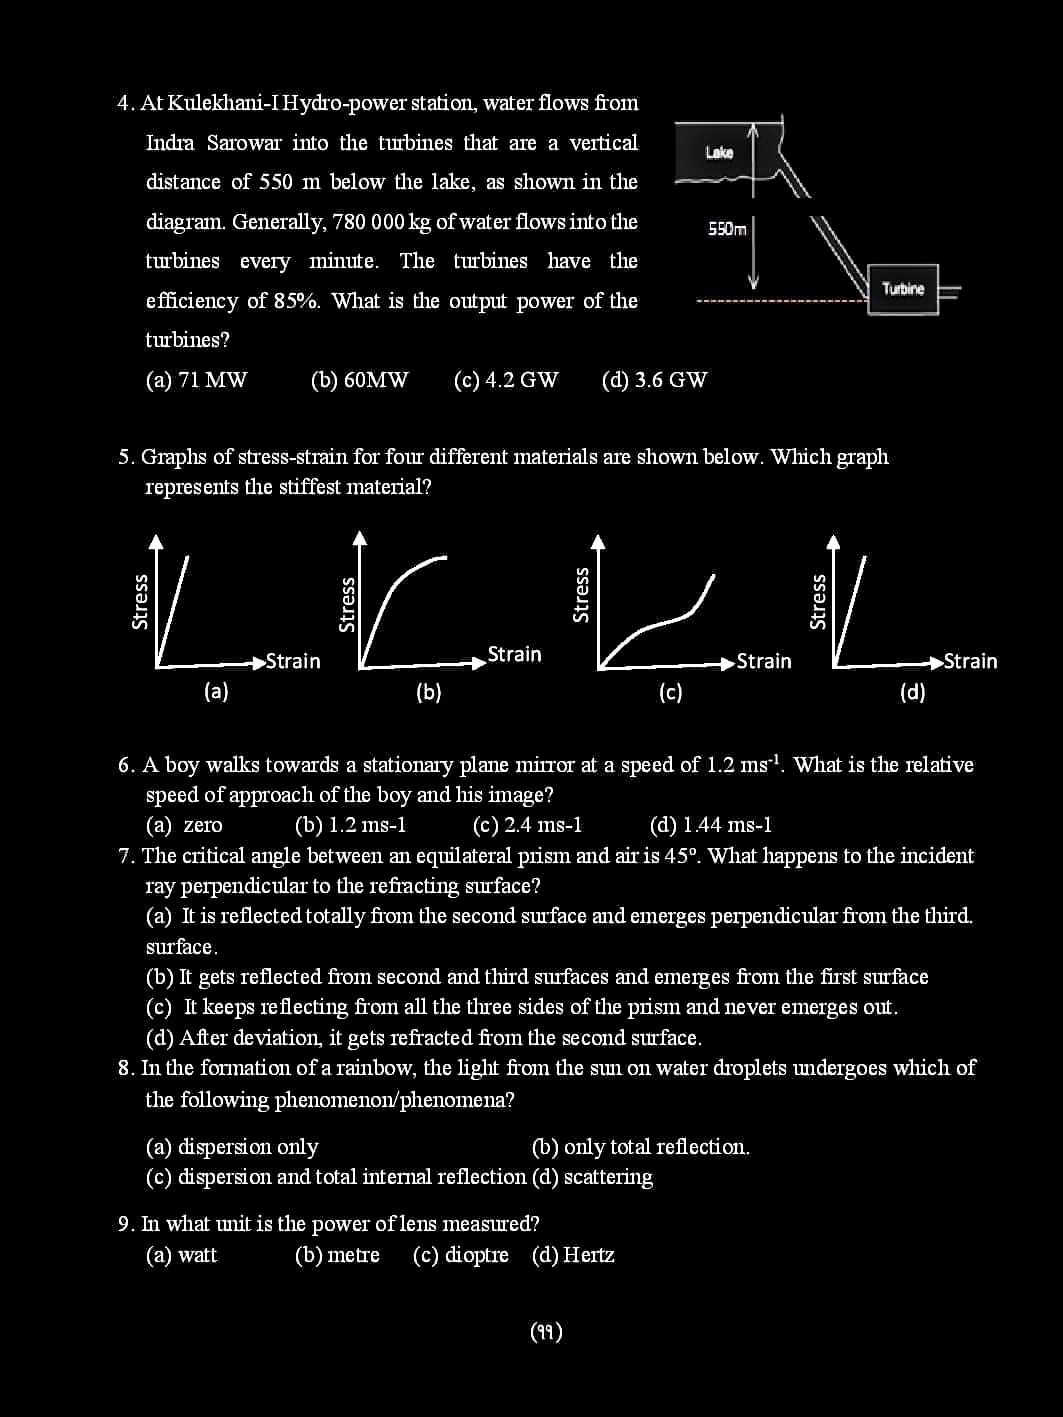 4. At Kulekhani-I Hydro-power station, water flows from
Indra Sarowar into the turbines that are a vertical
distance of 550 m below the lake, as shown in the
diagram. Generally, 780 000 kg of water flows into the
turbines every minute. The turbines have the
efficiency of 85%. What is the output power of the
turbines?
Lake
550m
Turbine
(a) 71 MW (b) 60MW (c) 4.2 GW (d) 3.6 GW
5. Graphs of stress-strain for four different materials are shown below. Which graph
represents the stiffest material?
Stress Strain (a)
Stress Strain (b)
Stress Strain (c)
Stress Strain (d)
6. A boy walks towards a stationary plane mirror at a speed of 1.2 ms⁻¹. What is the relative
speed of approach of the boy and his image?
(a) zero (b) 1.2 ms-1 (c) 2.4 ms-1 (d) 1.44 ms-1
7. The critical angle between an equilateral prism and air is 45°. What happens to the incident
ray perpendicular to the refracting surface?
(a) It is reflected totally from the second surface and emerges perpendicular from the third.
surface.
(b) It gets reflected from second and third surfaces and emerges from the first surface
(c) It keeps reflecting from all the three sides of the prism and never emerges out.
(d) After deviation, it gets refracted from the second surface.
8. In the formation of a rainbow, the light from the sun on water droplets undergoes which of
the following phenomenon/phenomena?
(a) dispersion only (b) only total reflection.
(c) dispersion and total internal reflection (d) scattering
9. In what unit is the power of lens measured?
(a) watt (b) metre (c) dioptre (d) Hertz
(११)